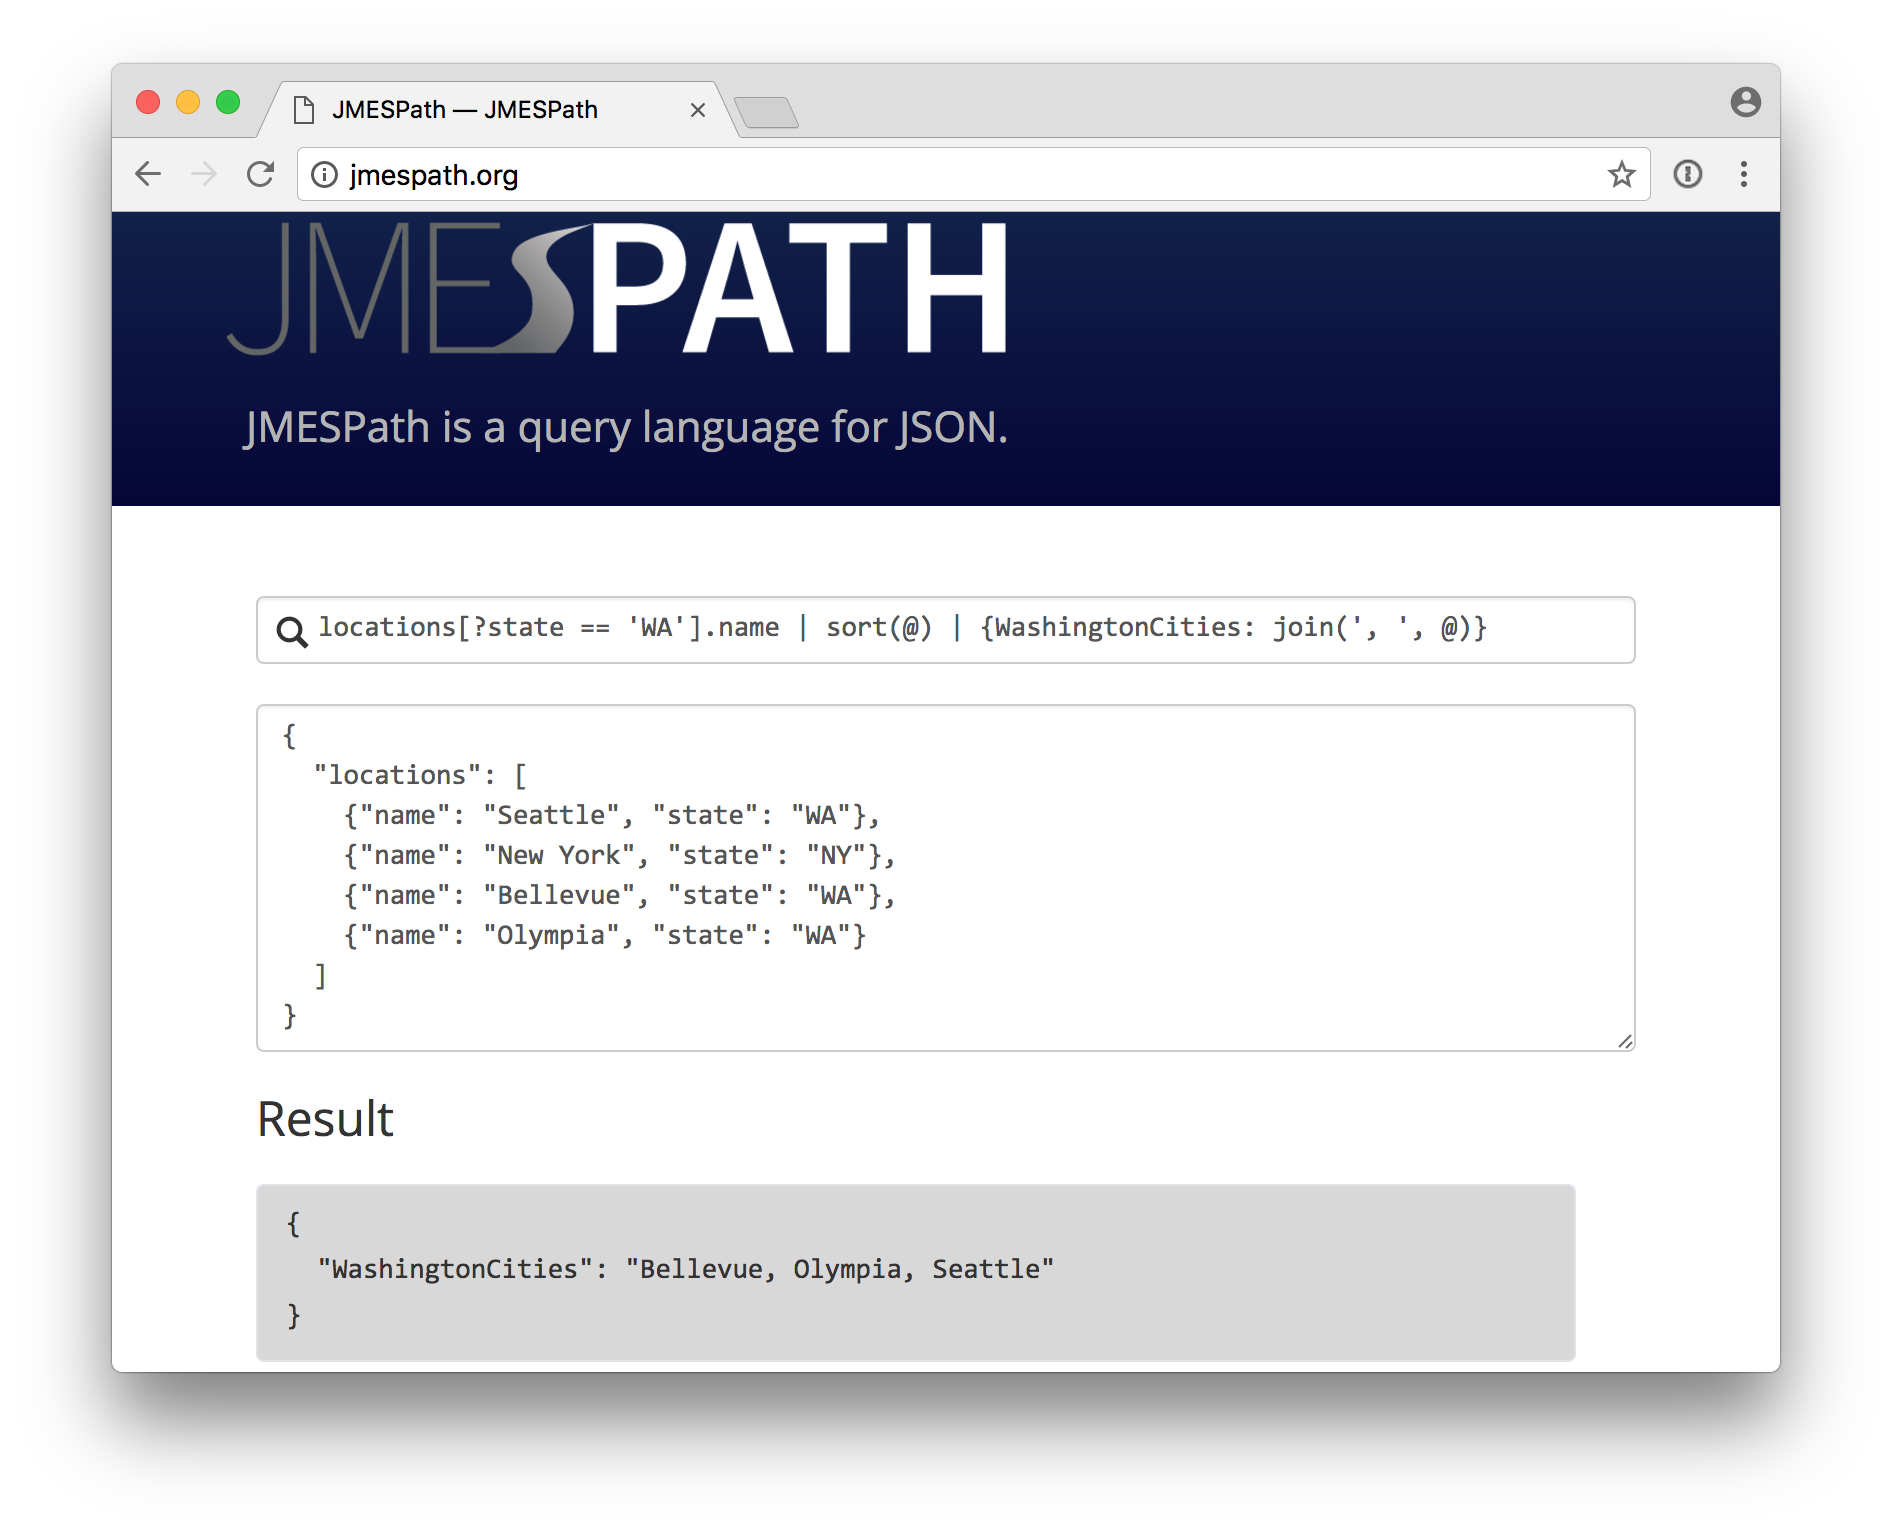 JMESPath — JMESPath
jmespath.org
JMESPATH
JMESPath is a query language for JSON.
locations[?state == 'WA'].name | sort(@) | {WashingtonCities: join(', ', @)}
{
  "locations": [
    {"name": "Seattle", "state": "WA"},
    {"name": "New York", "state": "NY"},
    {"name": "Bellevue", "state": "WA"},
    {"name": "Olympia", "state": "WA"}
  ]
}
Result
{
  "WashingtonCities": "Bellevue, Olympia, Seattle"
}